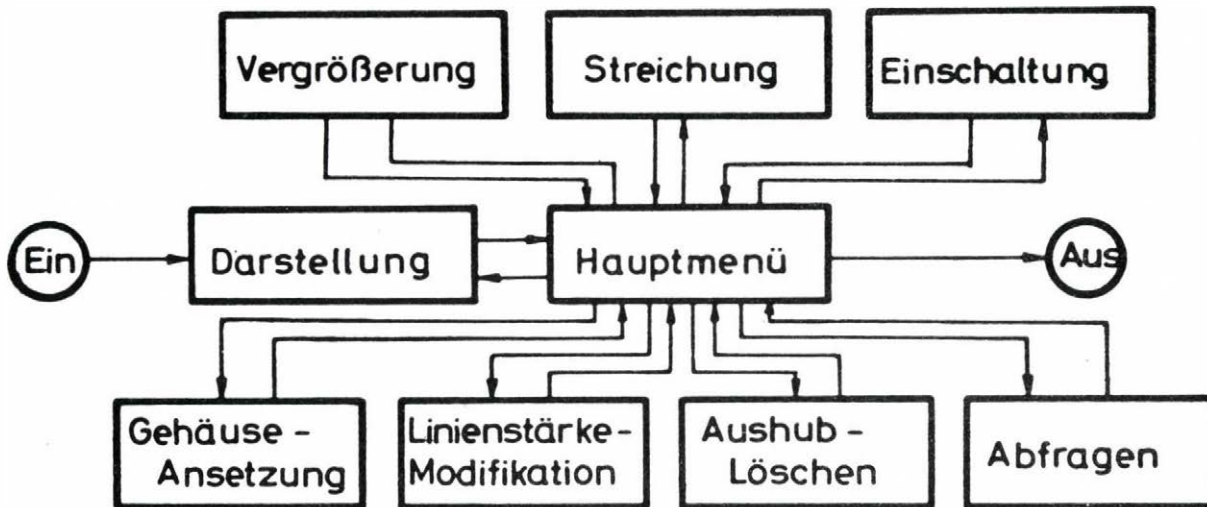 Vergrößerung
Streichung
Einschaltung
Ein
Darstellung
Hauptmenü
Aus
Gehäuse -
Ansetzung
Linienstärke-
Modifikation
Aushub -
Löschen
Abfragen